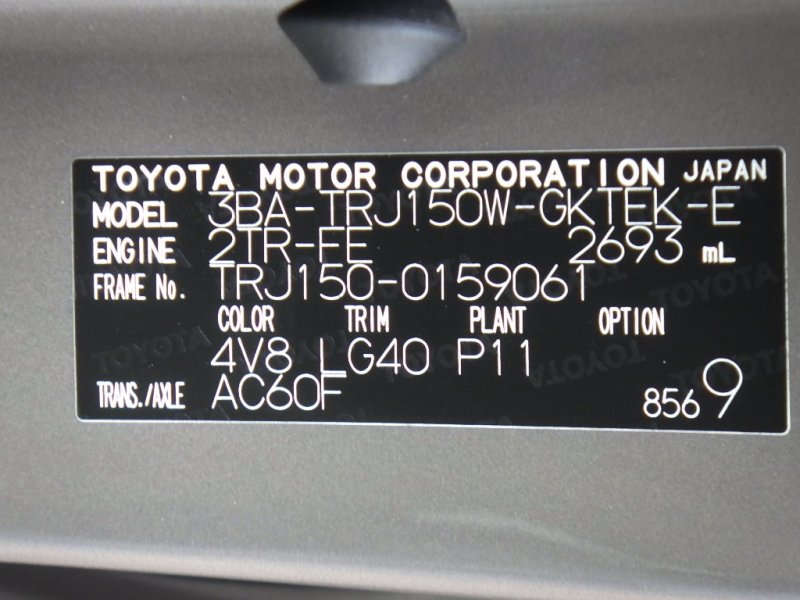 TOYOTA MOTOR CORPORATION JAPAN
MODEL 3BA-TRJ150W-GKTEK-E
ENGINE 2TR-FE 2693 mL
FRAME No. TRJ150-0159061
COLOR TRIM PLANT OPTION
4V8 LG40 P11
TRANS./AXLE AC60F
856 9